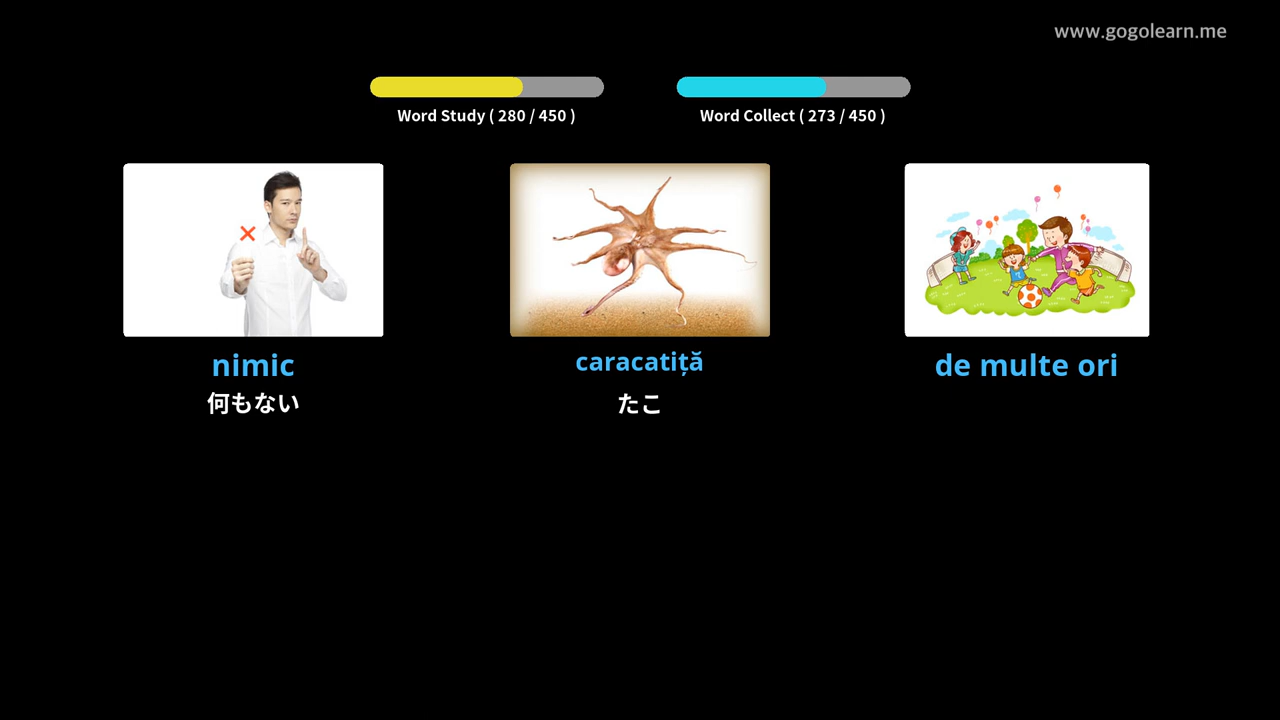 www.gogolearn.me
Word Study ( 280 / 450 )
Word Collect ( 273 / 450 )
nimic
caracatiță
de multe ori
何もない
たこ